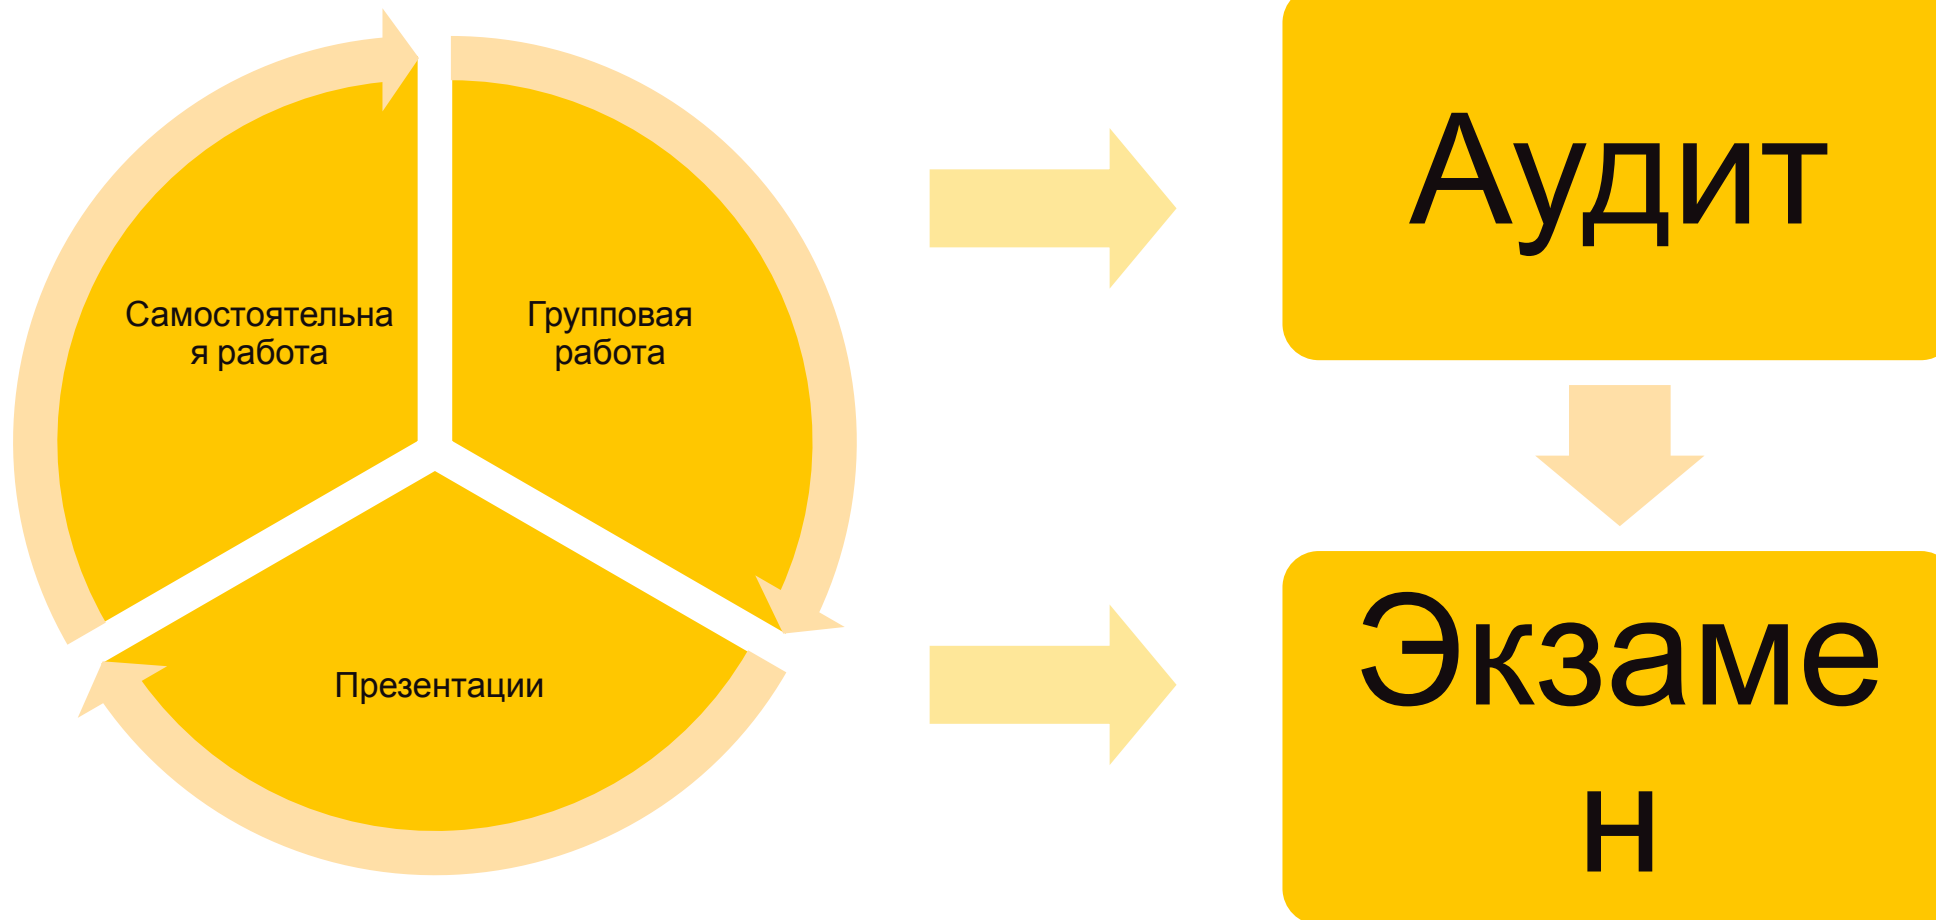 Самостоятельна
я работа
Групповая
работа
Презентации
Аудит
Экзаме
н